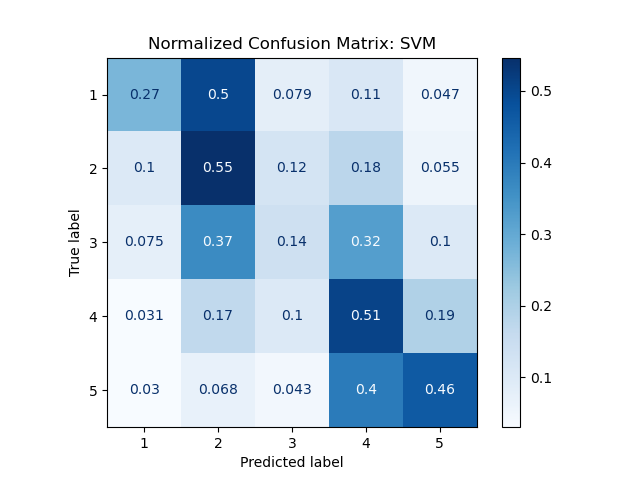 Normalized Confusion Matrix: SVM
True label
1 0.27 0.5 0.079 0.11 0.047
2 0.1 0.55 0.12 0.18 0.055
3 0.075 0.37 0.14 0.32 0.1
4 0.031 0.17 0.1 0.51 0.19
5 0.03 0.068 0.043 0.4 0.46
1 2 3 4 5
Predicted label
0.5
0.4
0.3
0.2
0.1